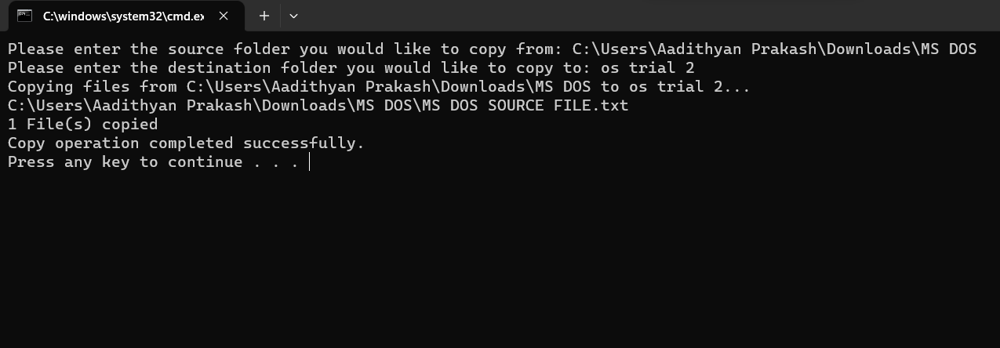 C:\windows\system32\cmd.ex
Please enter the source folder you would like to copy from: C:\Users\Aadithyan Prakash\Downloads\MS DOS
Please enter the destination folder you would like to copy to: os trial 2
Copying files from C:\Users\Aadithyan Prakash\Downloads\MS DOS to os trial 2...
C:\Users\Aadithyan Prakash\Downloads\MS DOS\MS DOS SOURCE FILE.txt
1 File(s) copied
Copy operation completed successfully.
Press any key to continue . . .